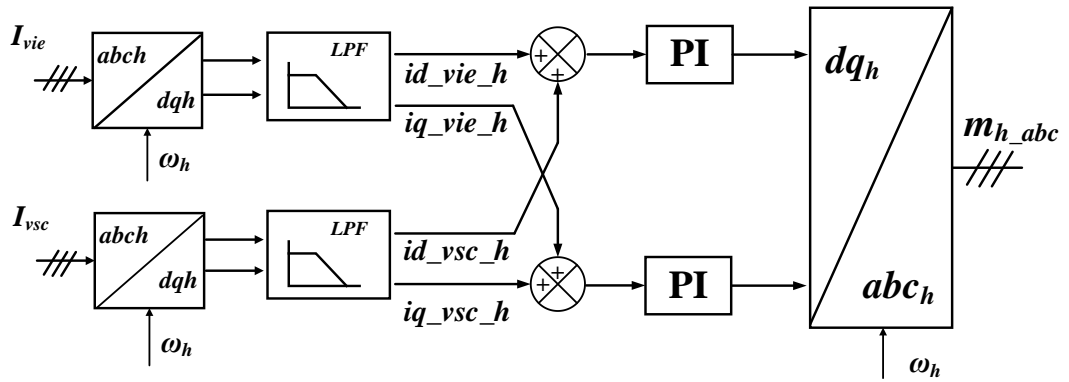 I_vie
abch
dqh
ω_h
LPF
id_vie_h
iq_vie_h
+
+
PI
I_vsc
abch
dqh
ω_h
LPF
id_vsc_h
iq_vsc_h
+
+
PI
dq_h
abc_h
ω_h
m_h_abc